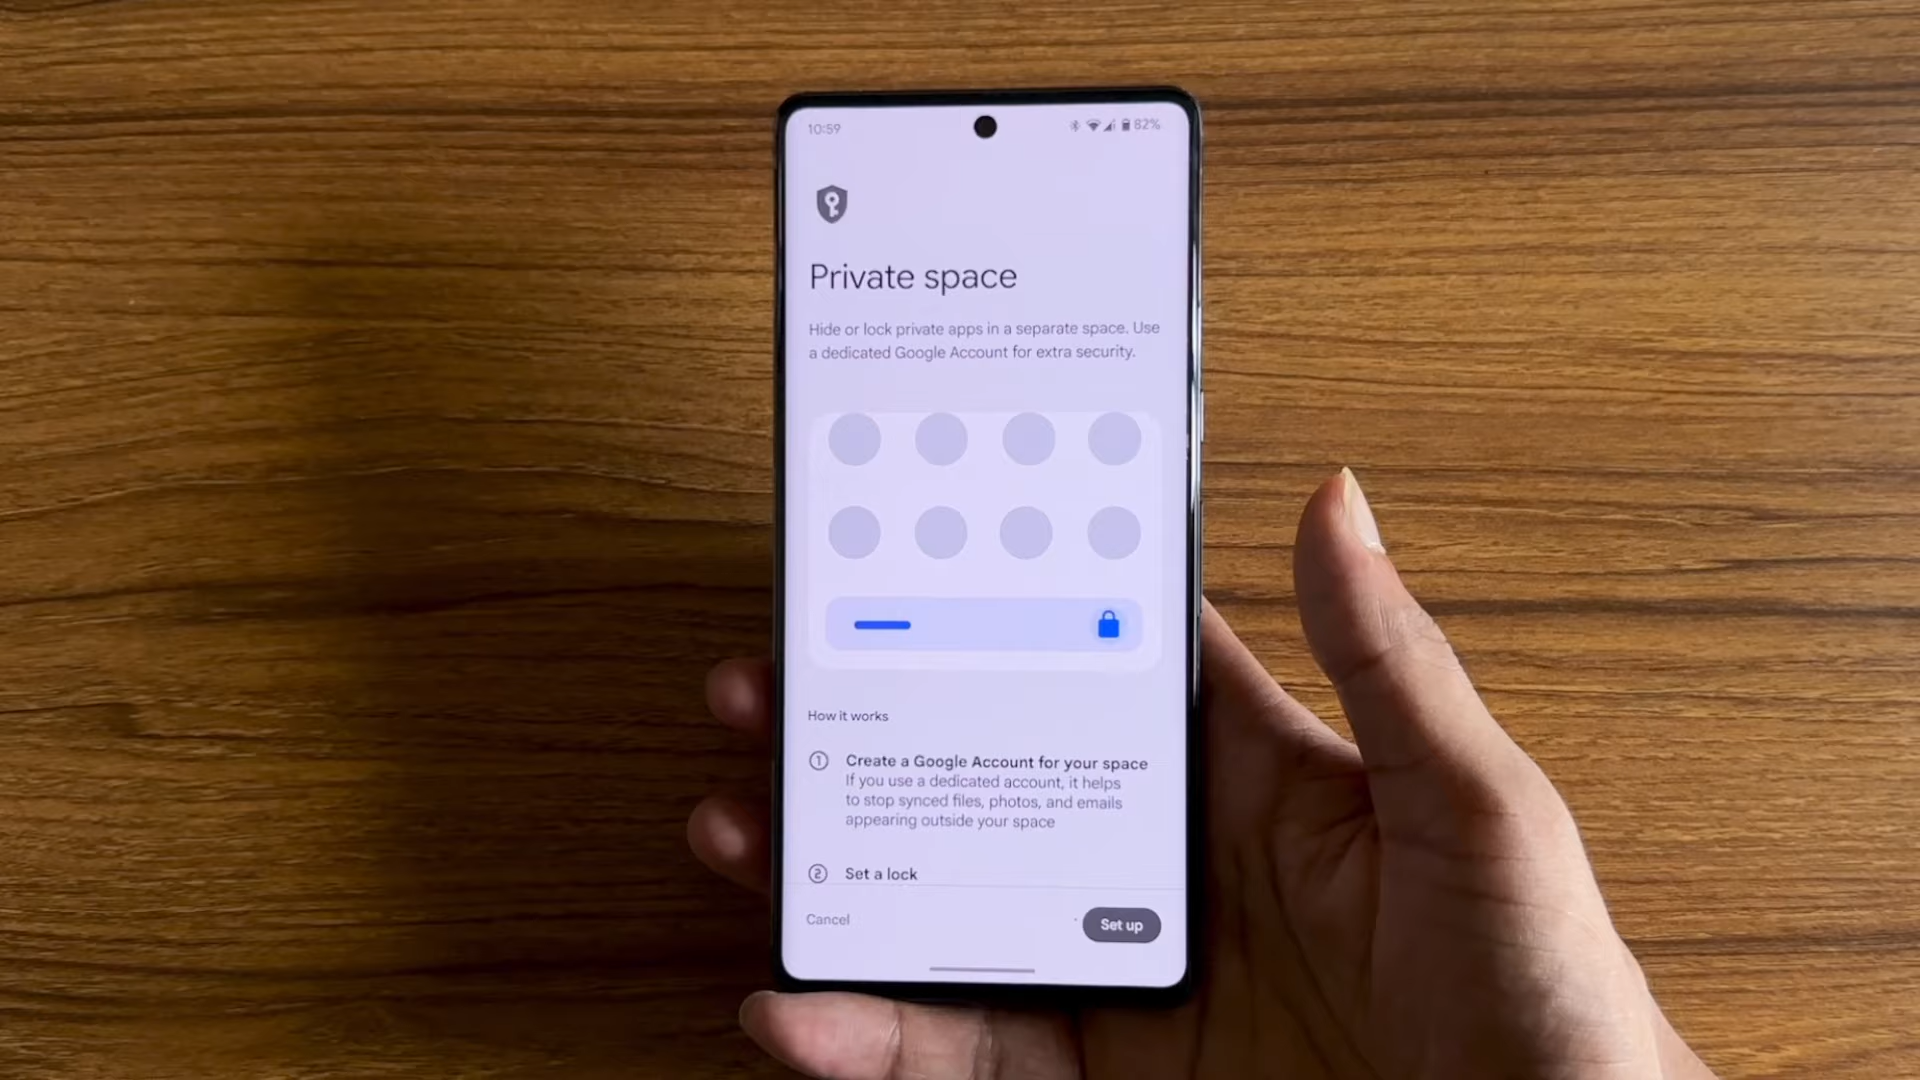 10:59
82%
Private space
Hide or lock private apps in a separate space. Use
a dedicated Google Account for extra security.
How it works
1 Create a Google Account for your space
If you use a dedicated account, it helps
to stop synced files, photos, and emails
appearing outside your space
2 Set a lock
Cancel
Set up